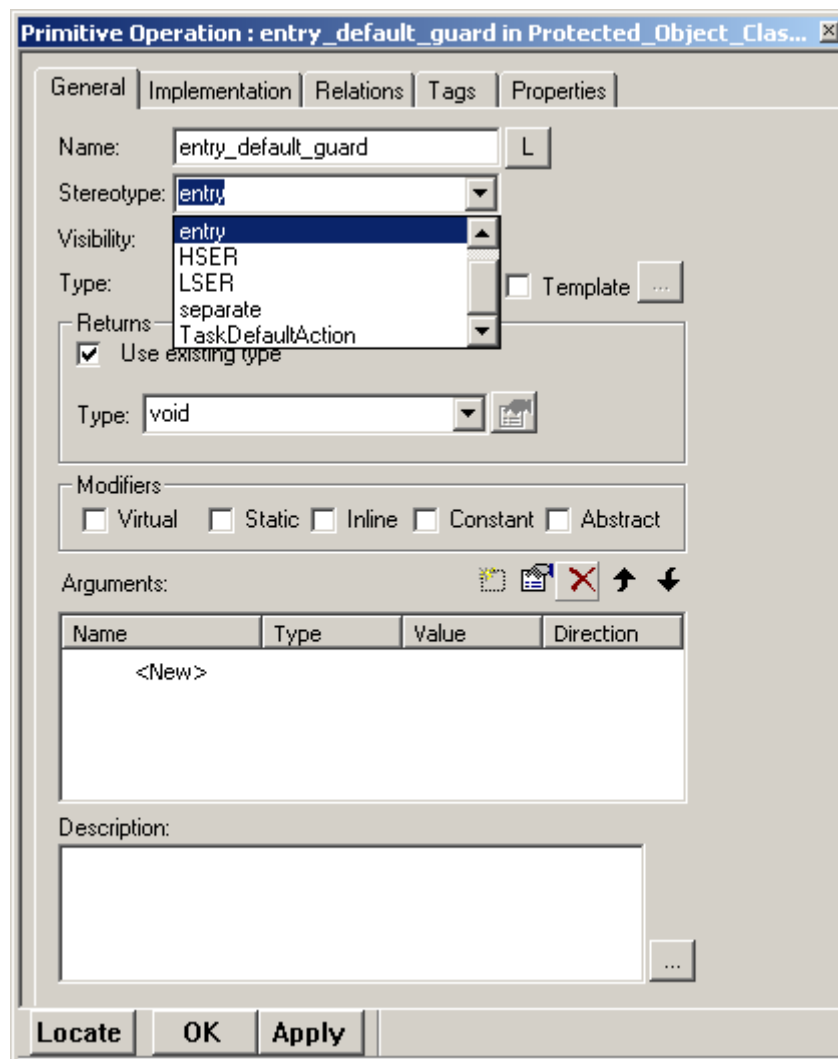 Primitive Operation : entry_default_guard in Protected_Object_Clas...
General Implementation Relations Tags Properties
Name: entry_default_guard L
Stereotype: entry
Visibility: entry
HSER
Type: LSER Template ...
separate
Returns TaskDefaultAction
Use existing type
Type: void
Modifiers
Virtual Static Inline Constant Abstract
Arguments:
Name Type Value Direction
<New>
Description:
...
Locate OK Apply